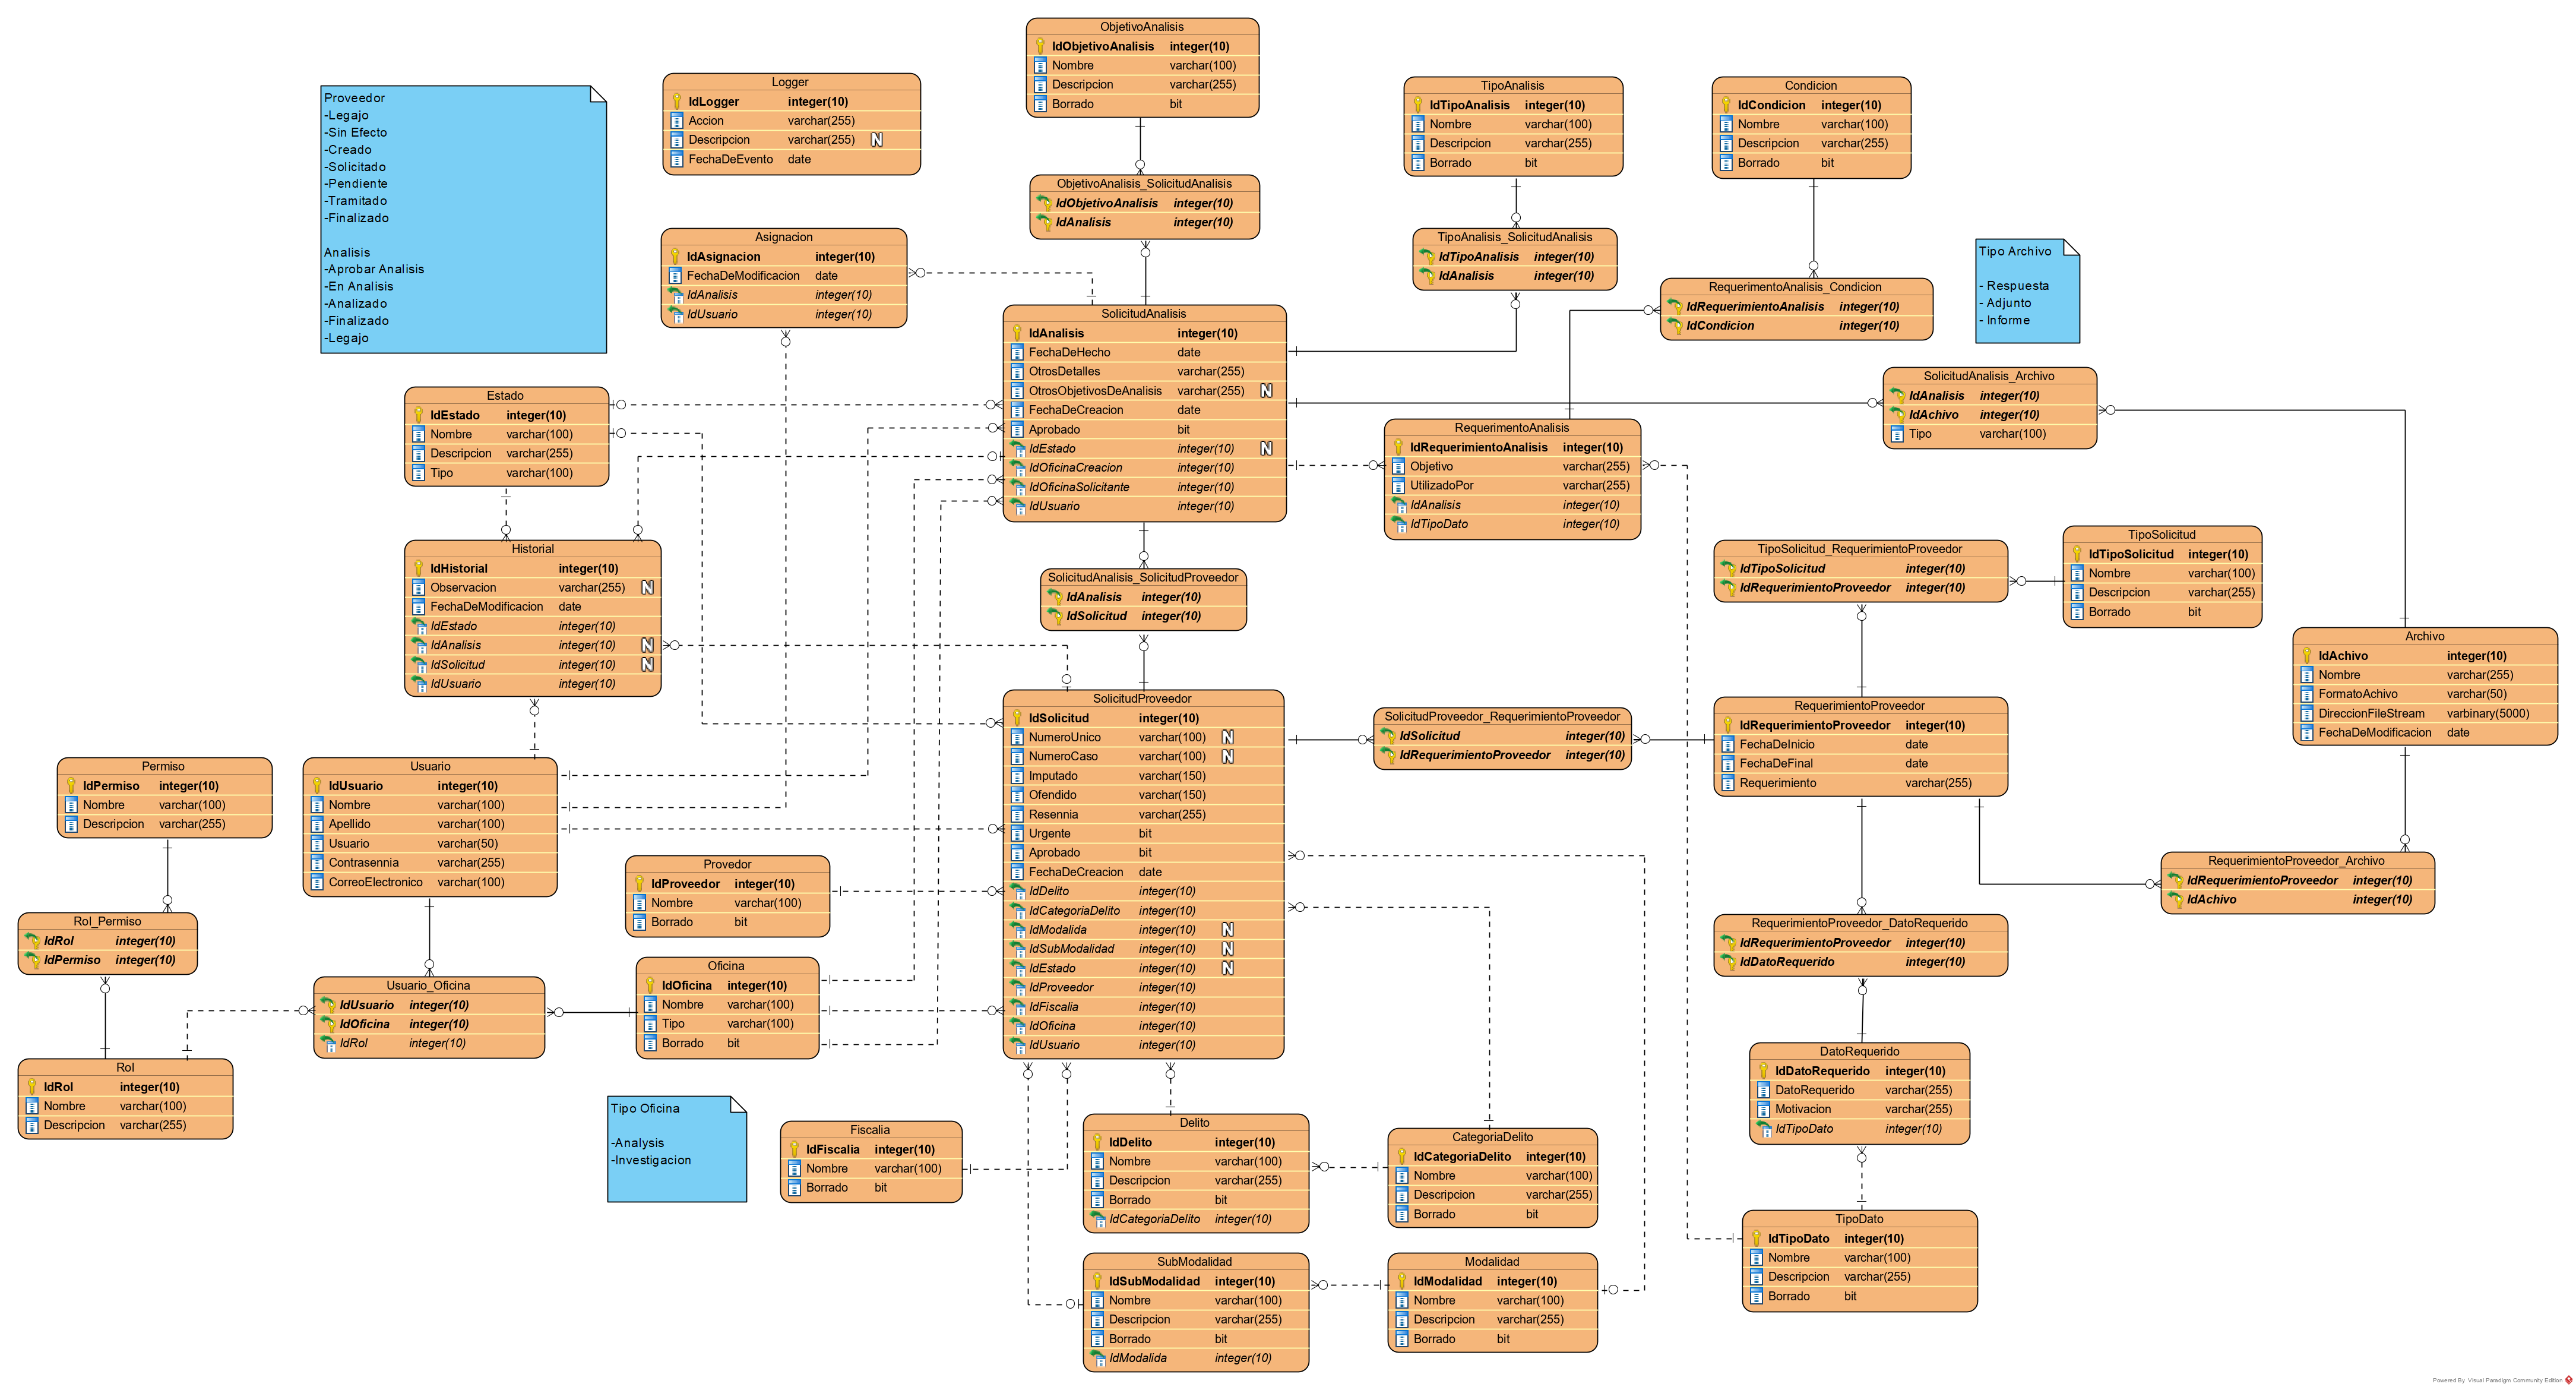 ObjetivoAnalisis
IdObjetivoAnalisis integer(10)
Nombre varchar(100)
Descripcion varchar(255)
Borrado bit
Logger
IdLogger integer(10)
Accion varchar(255)
Descripcion varchar(255) N
FechaDeEvento date
TipoAnalisis
IdTipoAnalisis integer(10)
Nombre varchar(100)
Descripcion varchar(255)
Borrado bit
Condicion
IdCondicion integer(10)
Nombre varchar(100)
Descripcion varchar(255)
Borrado bit
Proveedor
-Legajo
-Sin Efecto
-Creado
-Solicitado
-Pendiente
-Tramitado
-Finalizado
Analisis
-Aprobar Analisis
-En Analisis
-Analizado
-Finalizado
-Legajo
ObjetivoAnalisis_SolicitudAnalisis
IdObjetivoAnalisis integer(10)
IdAnalisis integer(10)
Asignacion
IdAsignacion integer(10)
FechaDeModificacion date
IdAnalisis integer(10)
IdUsuario integer(10)
TipoAnalisis_SolicitudAnalisis
IdTipoAnalisis integer(10)
IdAnalisis integer(10)
RequerimentoAnalisis_Condicion
IdRequerimientoAnalisis integer(10)
IdCondicion integer(10)
Tipo Archivo
- Respuesta
- Adjunto
- Informe
SolicitudAnalisis
IdAnalisis integer(10)
FechaDeHecho date
OtrosDetalles varchar(255)
OtrosObjetivosDeAnalisis varchar(255) N
FechaDeCreacion date
Aprobado bit
IdEstado integer(10) N
IdOficinaCreacion integer(10)
IdOficinaSolicitante integer(10)
IdUsuario integer(10)
SolicitudAnalisis_Archivo
IdAnalisis integer(10)
IdAchivo integer(10)
Tipo varchar(100)
Estado
IdEstado integer(10)
Nombre varchar(100)
Descripcion varchar(255)
Tipo varchar(100)
RequerimentoAnalisis
IdRequerimientoAnalisis integer(10)
Objetivo varchar(255)
UtilizadoPor varchar(255)
IdAnalisis integer(10)
IdTipoDato integer(10)
Historial
IdHistorial integer(10)
Observacion varchar(255) N
FechaDeModificacion date
IdEstado integer(10)
IdAnalisis integer(10) N
IdSolicitud integer(10) N
IdUsuario integer(10)
SolicitudAnalisis_SolicitudProveedor
IdAnalisis integer(10)
IdSolicitud integer(10)
TipoSolicitud_RequerimientoProveedor
IdTipoSolicitud integer(10)
IdRequerimientoProveedor integer(10)
TipoSolicitud
IdTipoSolicitud integer(10)
Nombre varchar(100)
Descripcion varchar(255)
Borrado bit
Archivo
IdAchivo integer(10)
Nombre varchar(255)
FormatoAchivo varchar(50)
DireccionFileStream varbinary(5000)
FechaDeModificacion date
SolicitudProveedor
IdSolicitud integer(10)
NumeroUnico varchar(100) N
NumeroCaso varchar(100) N
Imputado varchar(150)
Ofendido varchar(150)
Resennia varchar(255)
Urgente bit
Aprobado bit
FechaDeCreacion date
IdDelito integer(10)
IdCategoriaDelito integer(10)
IdModalida integer(10) N
IdSubModalidad integer(10) N
IdEstado integer(10) N
IdProveedor integer(10)
IdFiscalia integer(10)
IdOficina integer(10)
IdUsuario integer(10)
SolicitudProveedor_RequerimientoProveedor
IdSolicitud integer(10)
IdRequerimientoProveedor integer(10)
RequerimientoProveedor
IdRequerimientoProveedor integer(10)
FechaDeInicio date
FechaDeFinal date
Requerimiento varchar(255)
Permiso
IdPermiso integer(10)
Nombre varchar(100)
Descripcion varchar(255)
Usuario
IdUsuario integer(10)
Nombre varchar(100)
Apellido varchar(100)
Usuario varchar(50)
Contrasennia varchar(255)
CorreoElectronico varchar(100)
Provedor
IdProveedor integer(10)
Nombre varchar(100)
Borrado bit
RequerimientoProveedor_Archivo
IdRequerimientoProveedor integer(10)
IdAchivo integer(10)
Rol_Permiso
IdRol integer(10)
IdPermiso integer(10)
RequerimientoProveedor_DatoRequerido
IdRequerimientoProveedor integer(10)
IdDatoRequerido integer(10)
Usuario_Oficina
IdUsuario integer(10)
IdOficina integer(10)
IdRol integer(10)
Oficina
IdOficina integer(10)
Nombre varchar(100)
Tipo varchar(100)
Borrado bit
Rol
IdRol integer(10)
Nombre varchar(100)
Descripcion varchar(255)
DatoRequerido
IdDatoRequerido integer(10)
DatoRequerido varchar(255)
Motivacion varchar(255)
IdTipoDato integer(10)
Tipo Oficina
-Analysis
-Investigacion
Fiscalia
IdFiscalia integer(10)
Nombre varchar(100)
Borrado bit
Delito
IdDelito integer(10)
Nombre varchar(100)
Descripcion varchar(255)
Borrado bit
IdCategoriaDelito integer(10)
CategoriaDelito
IdCategoriaDelito integer(10)
Nombre varchar(100)
Descripcion varchar(255)
Borrado bit
TipoDato
IdTipoDato integer(10)
Nombre varchar(100)
Descripcion varchar(255)
Borrado bit
SubModalidad
IdSubModalidad integer(10)
Nombre varchar(100)
Descripcion varchar(255)
Borrado bit
IdModalida integer(10)
Modalidad
IdModalidad integer(10)
Nombre varchar(100)
Descripcion varchar(255)
Borrado bit
Powered By Visual Paradigm Community Edition